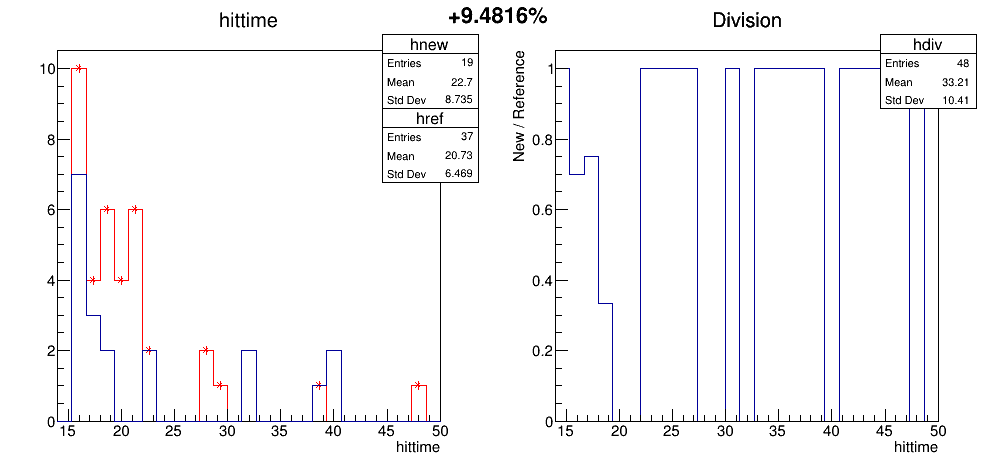 +9.4816%
hittime
hnew
Entries 19
Mean 22.7
Std Dev 8.735
href
Entries 37
Mean 20.73
Std Dev 6.469
10
8
6
4
2
0
15 20 25 30 35 40 45 50
hittime
Division
hdiv
Entries 48
Mean 33.21
Std Dev 10.41
New / Reference
1
0.8
0.6
0.4
0.2
0
15 20 25 30 35 40 45 50
hittime